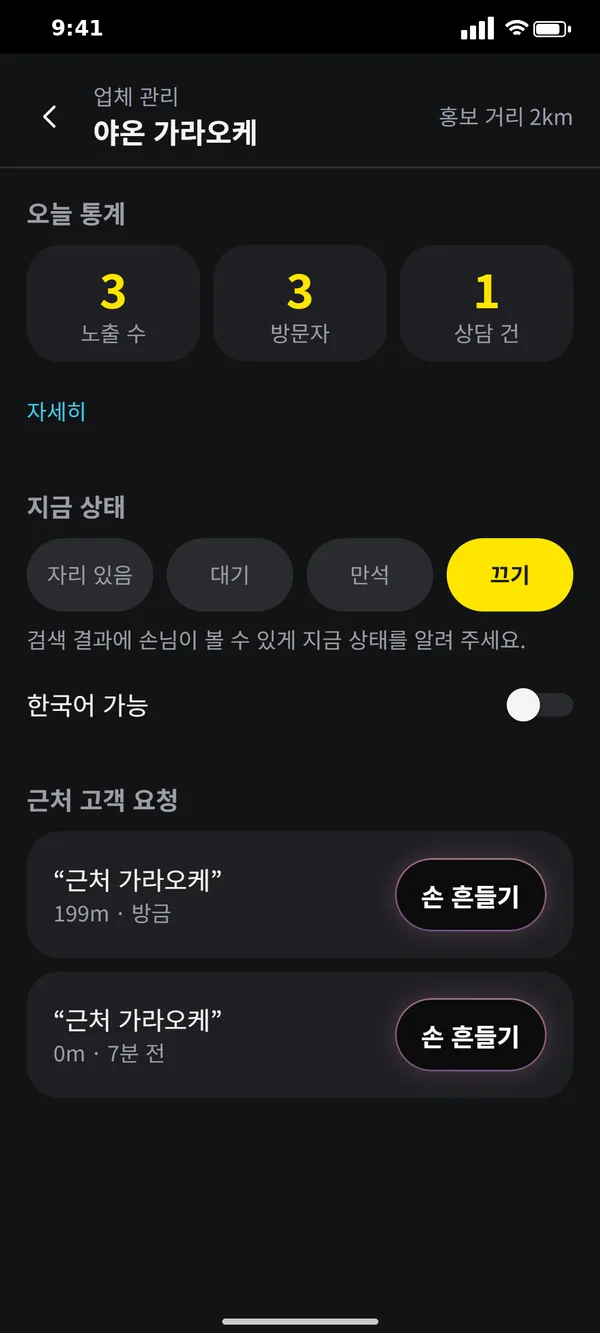 9:41
업체 관리
야온 가라오케
홍보 거리 2km
오늘 통계
3
노출 수
3
방문자
1
상담 건
자세히
지금 상태
자리 있음
대기
만석
끄기
검색 결과에 손님이 볼 수 있게 지금 상태를 알려 주세요.
한국어 가능
근처 고객 요청
“근처 가라오케”
199m · 방금
손 흔들기
“근처 가라오케”
0m · 7분 전
손 흔들기